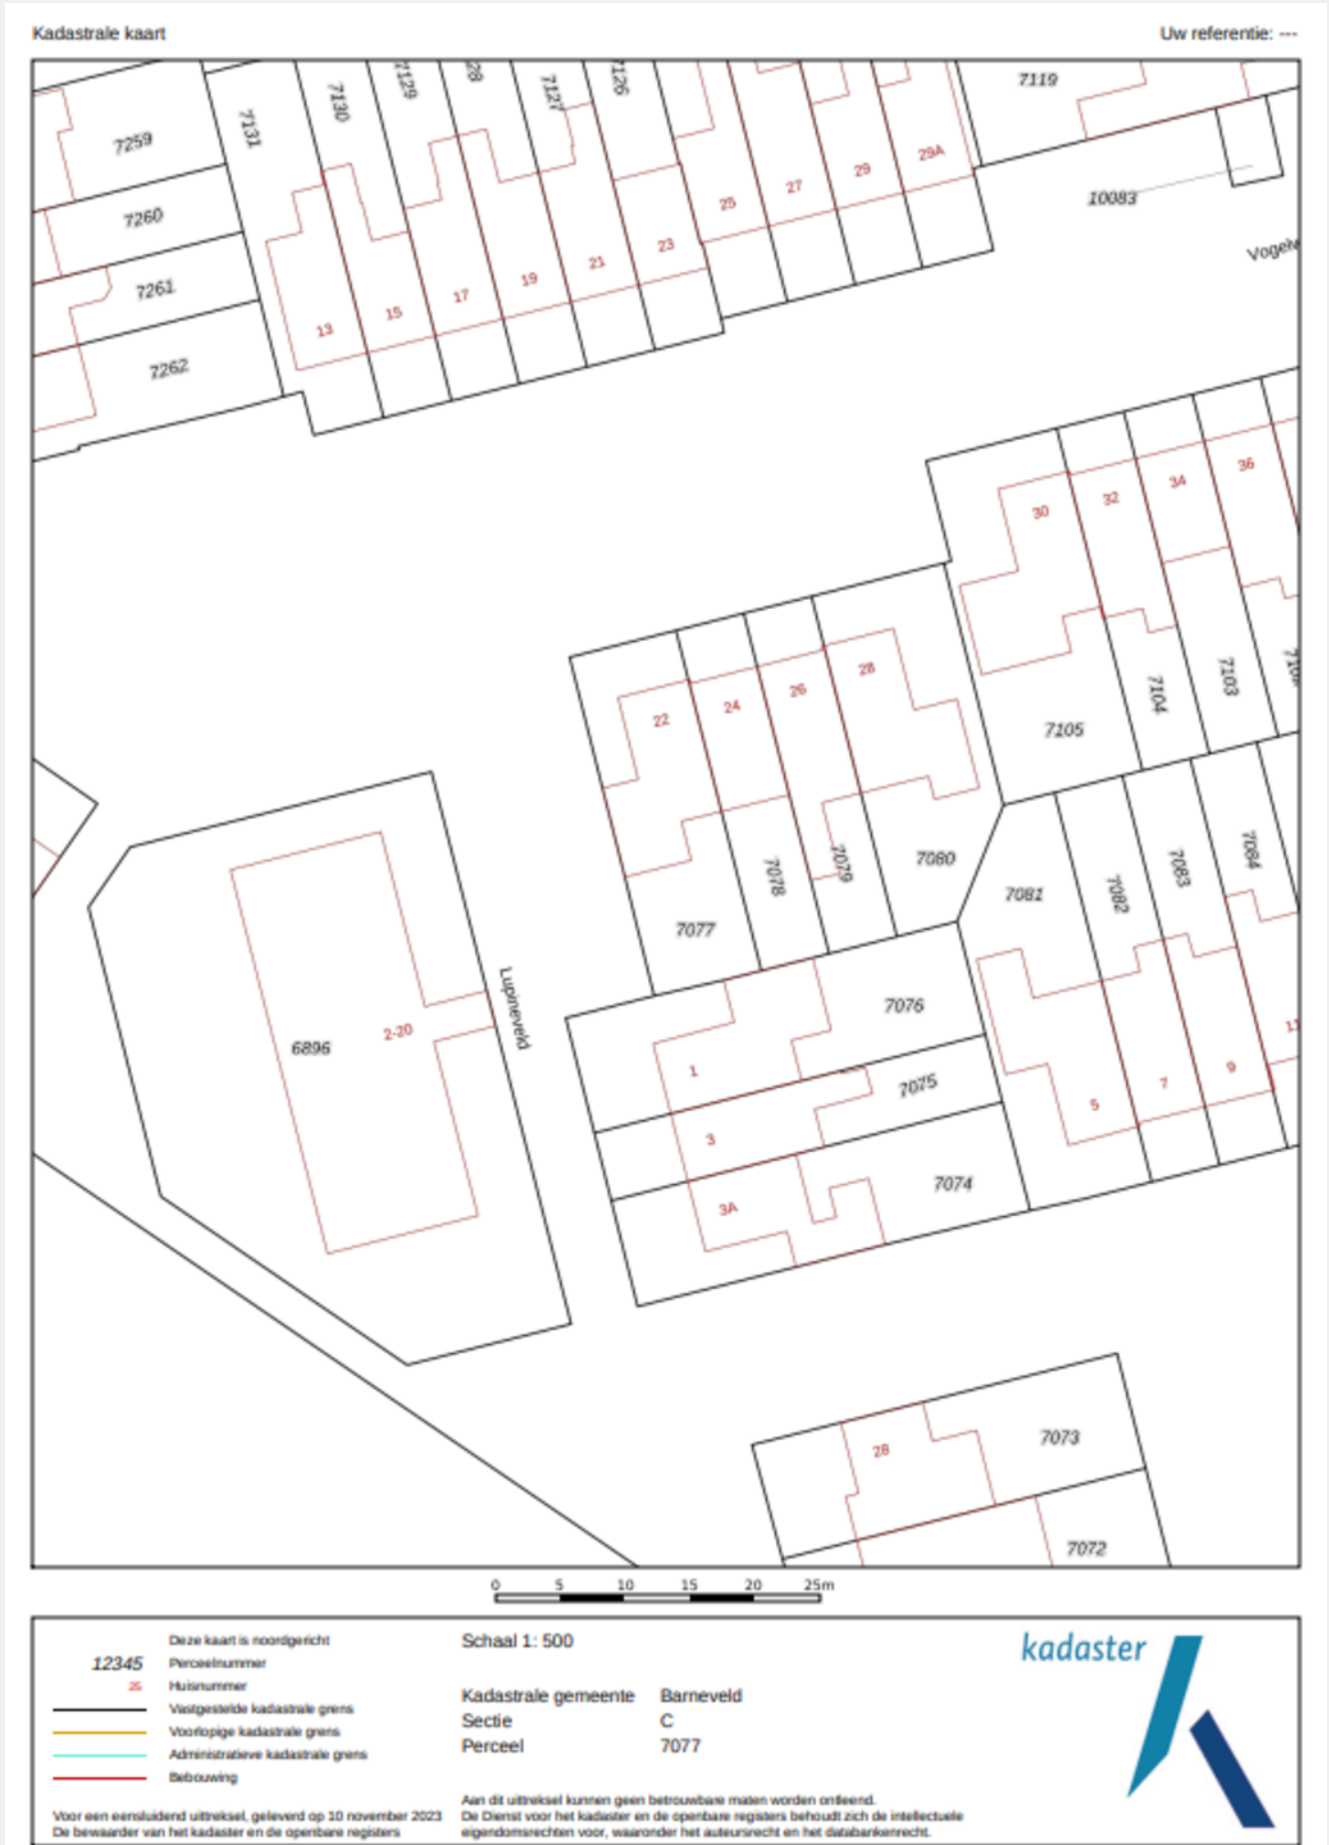 Kadastrale kaart
Uw referentie: ---
7259
7131
7130
7129
28
7127
7126
7119
7260
7261
7262
10083
Vogelv
13
15
17
19
21
23
25
27
29
29A
30
32
34
36
7105
7104
7103
22
24
26
28
7077
7078
7079
7080
7081
7082
7083
7084
Lupineveld
6896
2-20
7076
7075
7074
1
3
3A
5
7
9
11
28
7073
7072
0 5 10 15 20 25m
Deze kaart is noordgericht
12345 Perceelnummer
25 Huisnummer
Vastgestelde kadastrale grens
Voorlopige kadastrale grens
Administratieve kadastrale grens
Bebouwing
Voor een eensluidend uittreksel, geleverd op 10 november 2023
De bewaarder van het kadaster en de openbare registers
Schaal 1: 500
Kadastrale gemeente Barneveld
Sectie C
Perceel 7077
Aan dit uittreksel kunnen geen betrouwbare maten worden ontleend.
De Dienst voor het kadaster en de openbare registers behoudt zich de intellectuele
eigendomsrechten voor, waaronder het auteursrecht en het databankenrecht.
kadaster